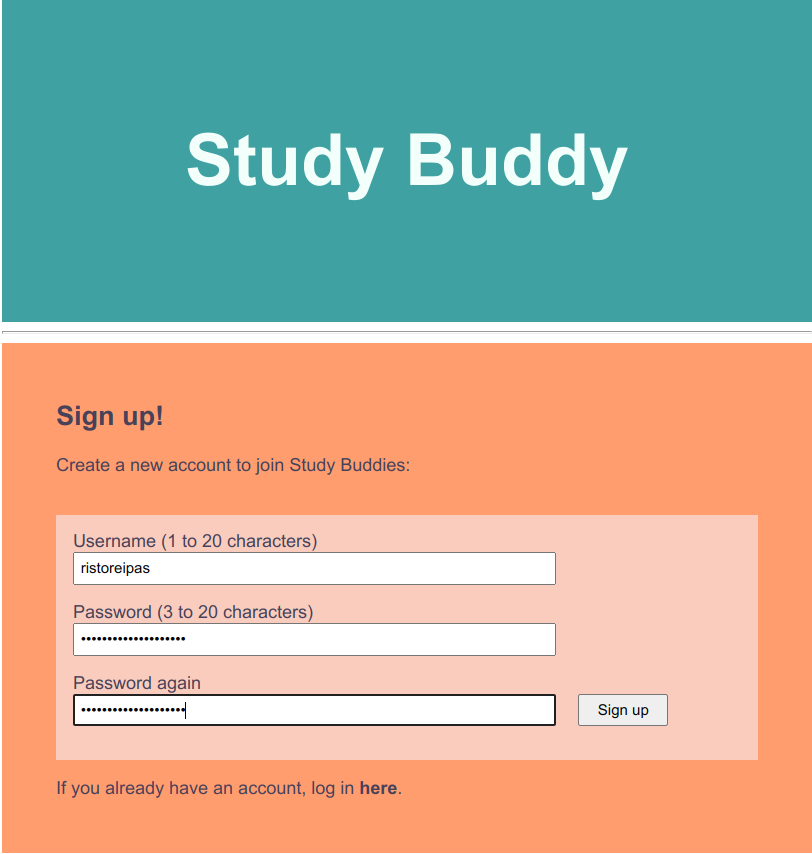 Study Buddy
Sign up!
Create a new account to join Study Buddies:
Username (1 to 20 characters)
ristoreipas
Password (3 to 20 characters)
••••••••••••••••••••
Password again
••••••••••••••••••••
Sign up
If you already have an account, log in here.